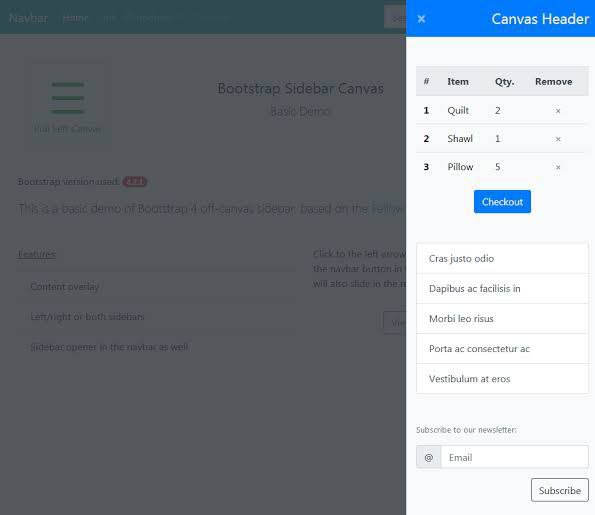 Navbar Home Link Dropdown Disabled Sea
Canvas Header
×
Pull Left Canvas
Bootstrap Sidebar Canvas
Basic Demo
Bootstrap version used: 4.2.1
This is a basic demo of Boottrap 4 off-canvas sidebar, based on the
Features:
Content overlay
Left/right or both sidebars
Sidebar opener in the navbar as well
Click to the left arrow
the navbar button in
will also slide in the
# Item Qty. Remove
1 Quilt 2 ×
2 Shawl 1 ×
3 Pillow 5 ×
Checkout
Cras justo odio
Dapibus ac facilisis in
Morbi leo risus
Porta ac consectetur ac
Vestibulum at eros
Subscribe to our newsletter:
@ Email
Subscribe